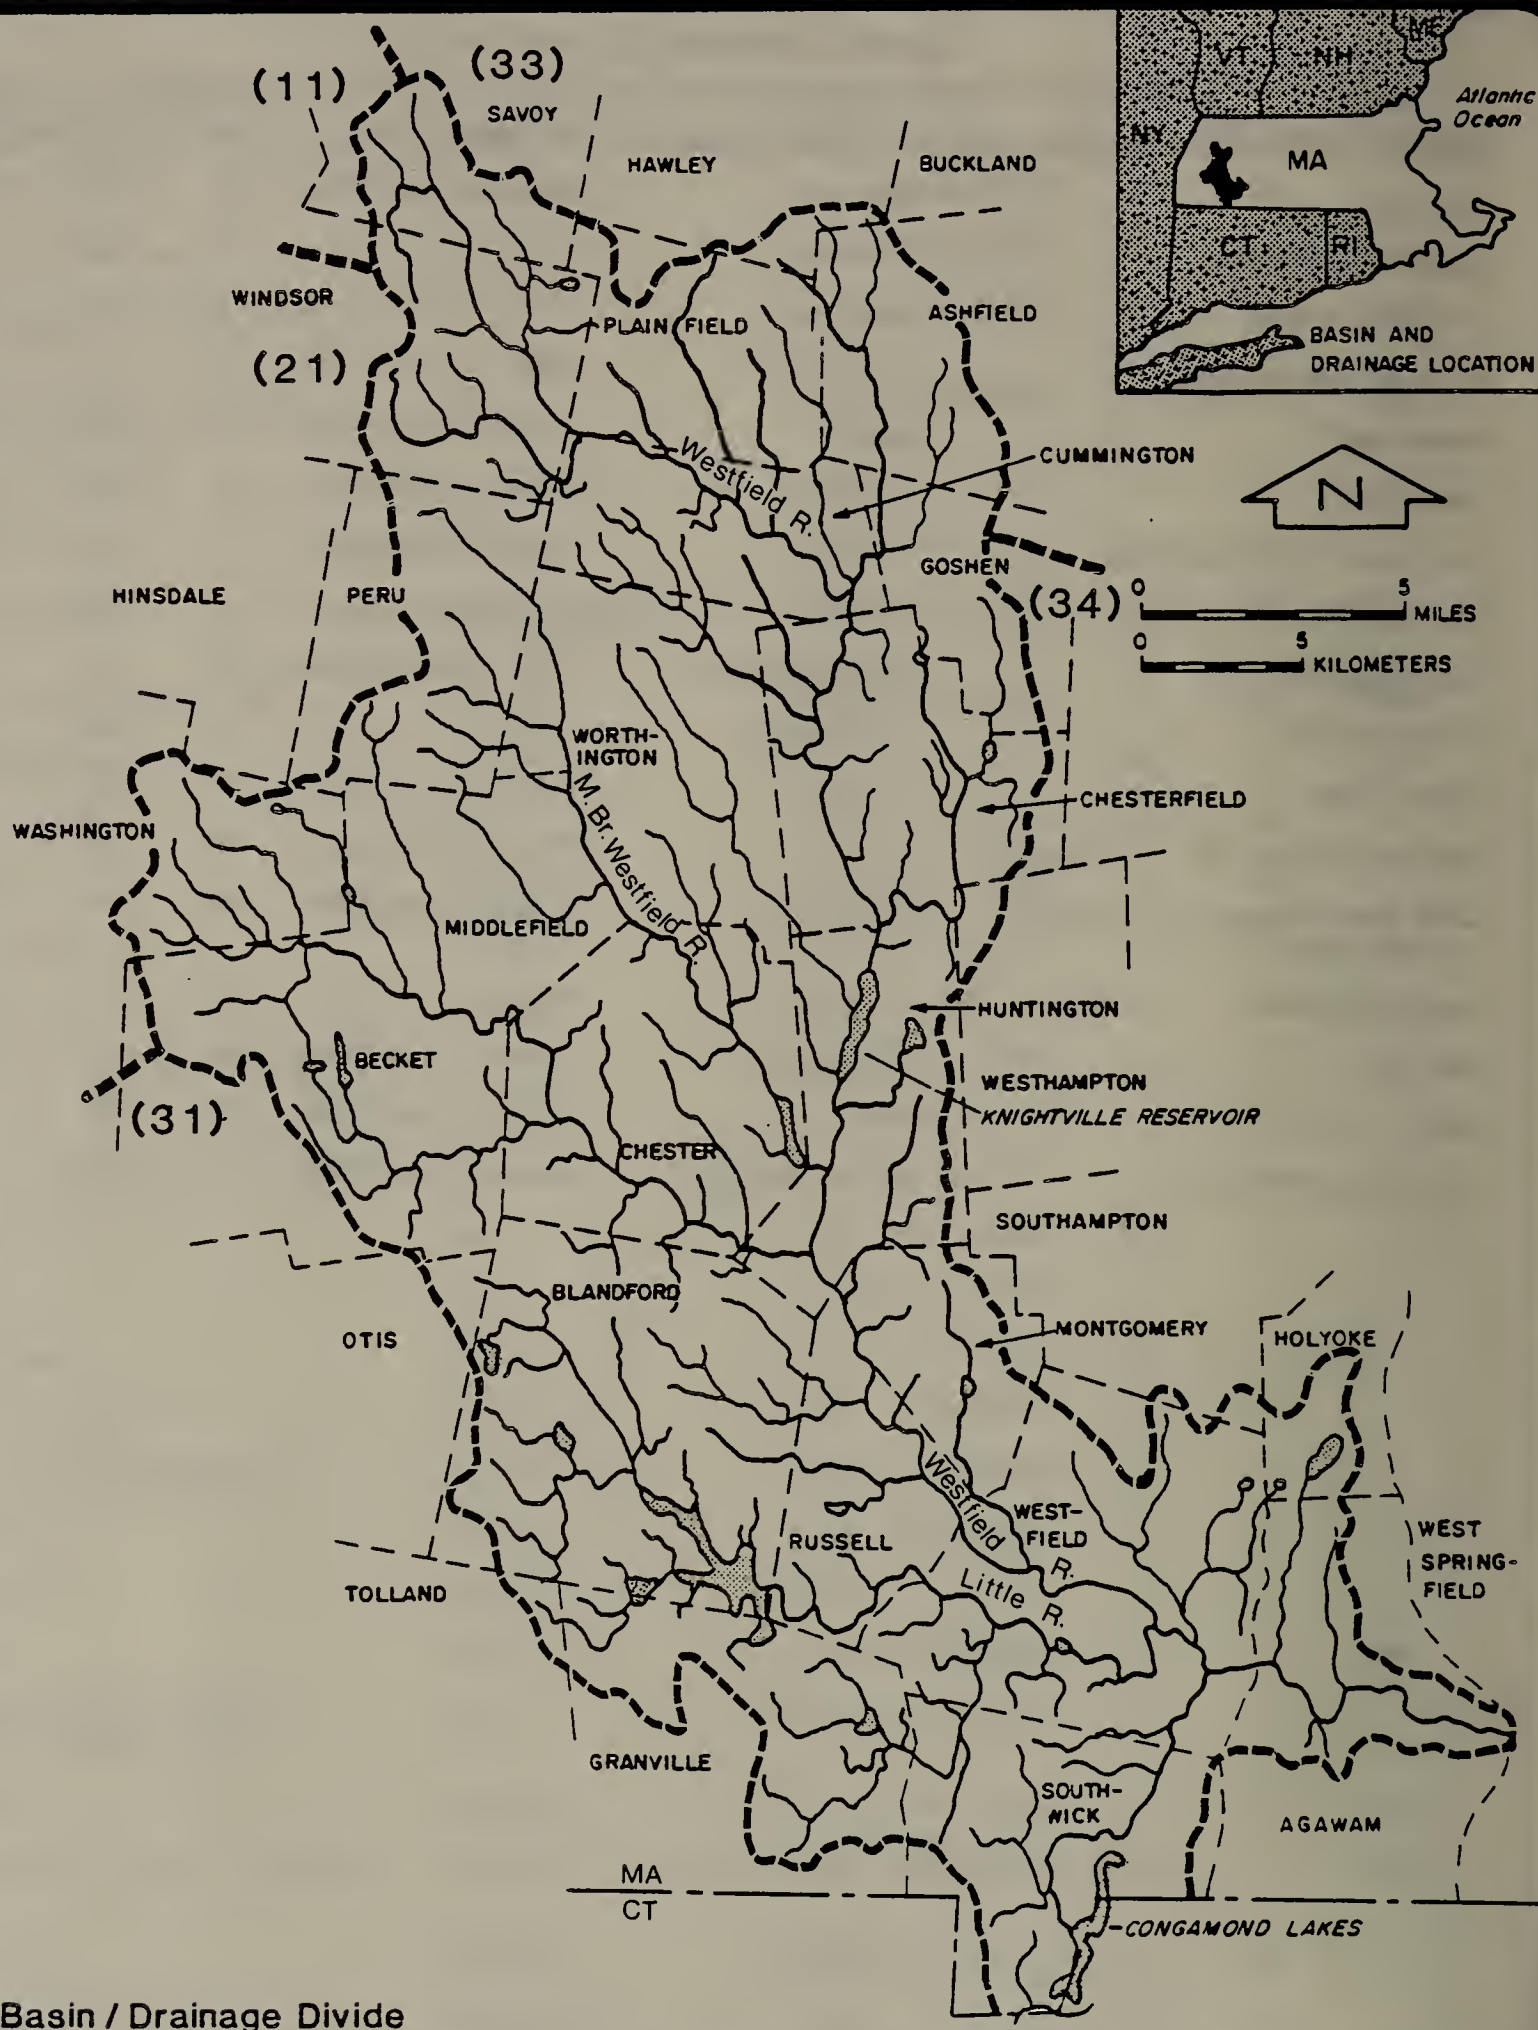 (11)
(33)
SAVOY
HAWLEY
BUCKLAND
VT
NH
ME
Atlantic
Ocean
NY
MA
CT
RI
BASIN AND
DRAINAGE LOCATION
WINDSOR
PLAINFIELD
ASHFIELD
(21)
Westfield R.
CUMMINGTON
N
GOSHEN
HINSDALE
PERU
(34)
0 5
MILES
0 5
KILOMETERS
WORTH-
INGTON
M. Br. Westfield R.
CHESTERFIELD
WASHINGTON
MIDDLEFIELD
HUNTINGTON
BECKET
WESTHAMPTON
KNIGHTVILLE RESERVOIR
(31)
CHESTER
SOUTHAMPTON
BLANDFORD
OTIS
MONTGOMERY
HOLYOKE
Westfield R.
WEST-
FIELD
RUSSELL
WEST
SPRING-
FIELD
Little R.
TOLLAND
GRANVILLE
SOUTH-
WICK
AGAWAM
MA
CT
CONGAMOND LAKES
Basin / Drainage Divide